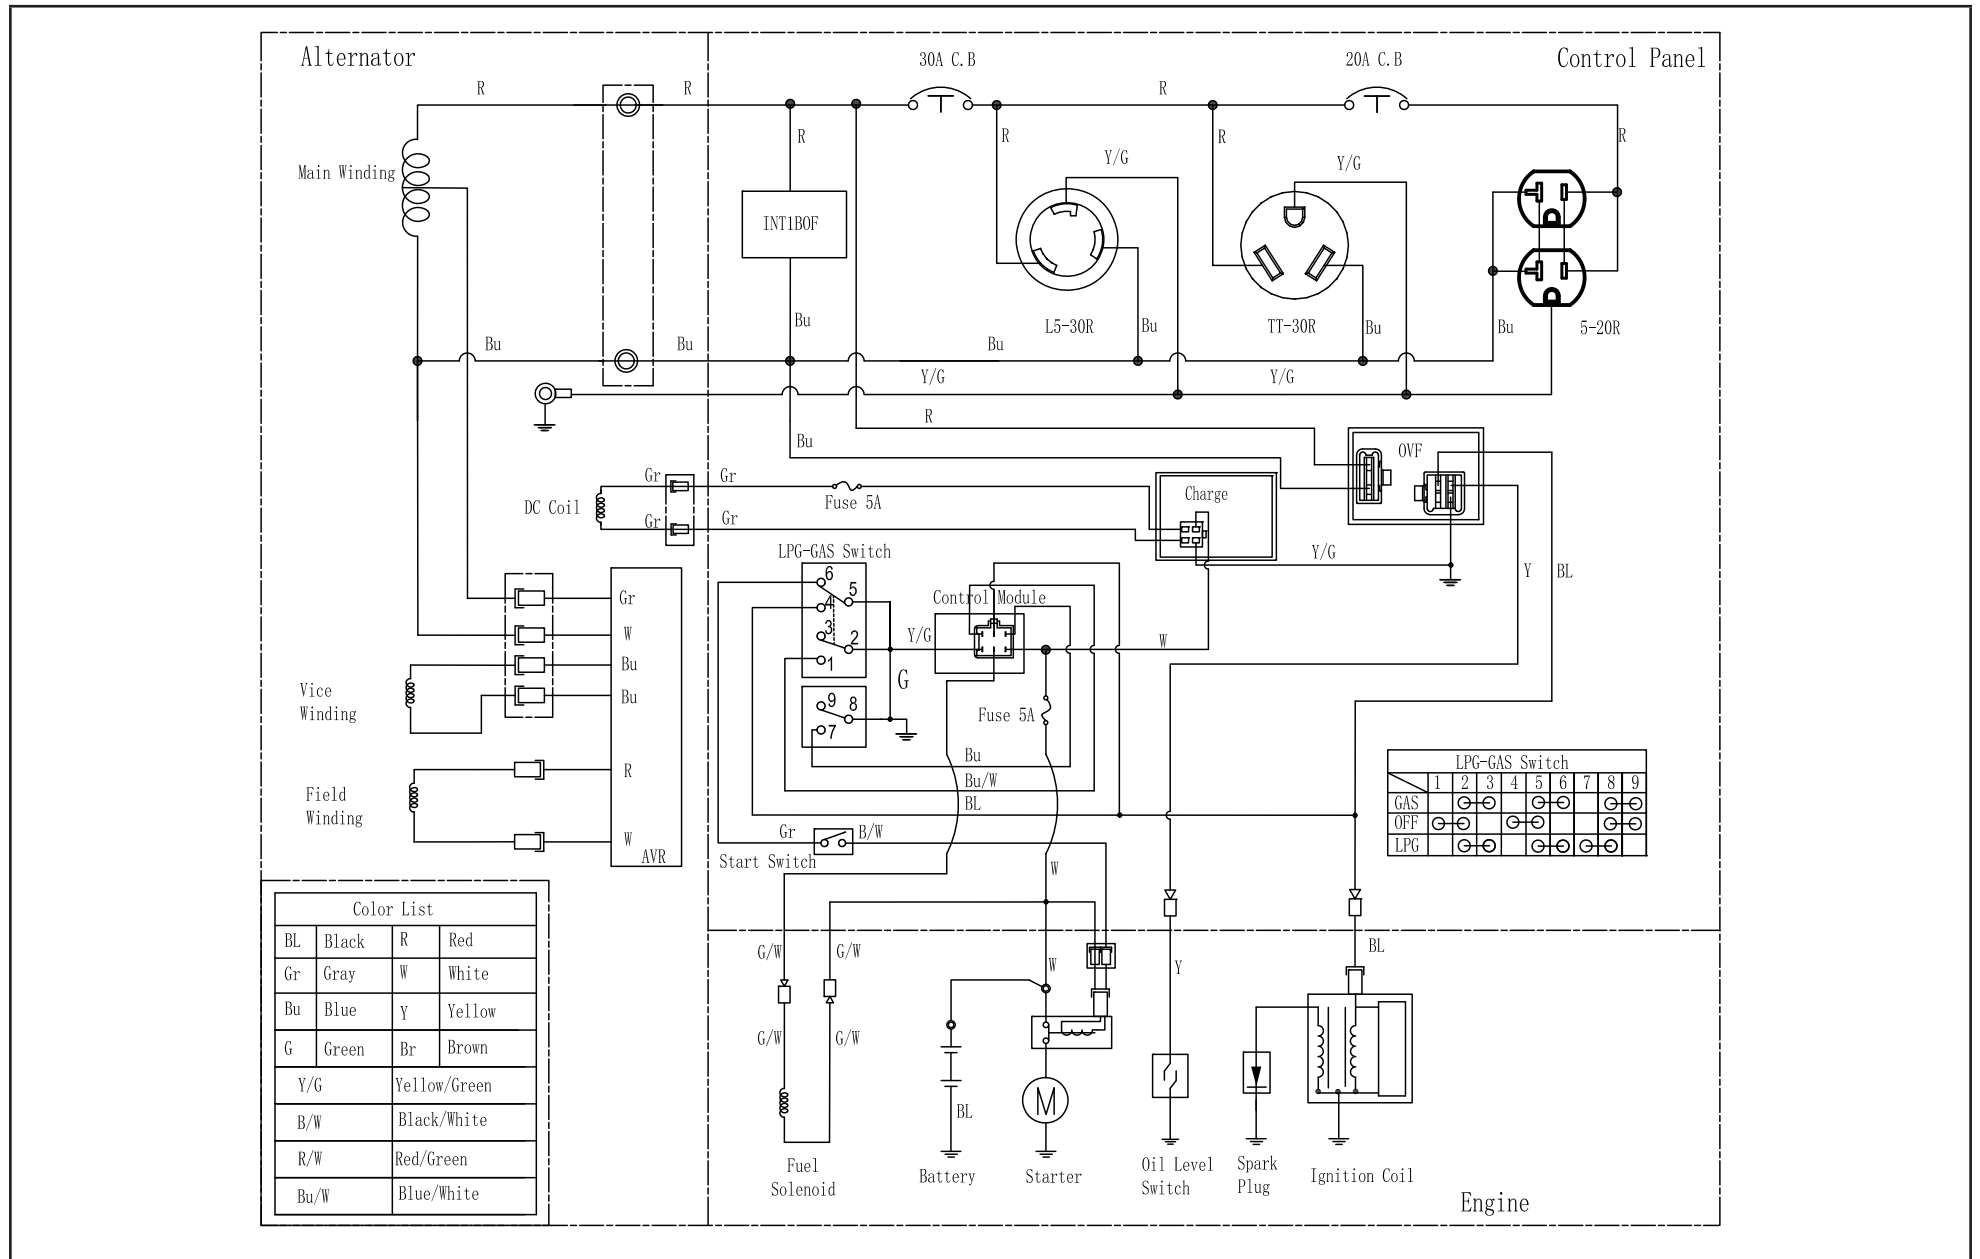 Alternator
30A C.B
20A C.B
Control Panel
R
R
R
R
R
R
R
R
Main Winding
Y/G
Y/G
INT1BOF
Bu
L5-30R
Bu
TT-30R
Bu
Bu
5-20R
Bu
Bu
Bu
Y/G
Y/G
R
Bu
OVF
Gr
Gr
DC Coil
Fuse 5A
Charge
Gr
Gr
LPG-GAS Switch
Y/G
Y
BL
6
5
4
3
2
1
Control Module
Y/G
W
G
9
8
7
Gr
W
Bu
Bu
Vice
Winding
Fuse 5A
Bu
Bu/W
BL
R
Field
Winding
W
AVR
Gr
B/W
Start Switch
W
LPG-GAS Switch
1 2 3 4 5 6 7 8 9
GAS
OFF
LPG
Color List
BL Black R Red
Gr Gray W White
Bu Blue Y Yellow
G Green Br Brown
Y/G Yellow/Green
B/W Black/White
R/W Red/Green
Bu/W Blue/White
G/W
G/W
W
Y
BL
G/W
G/W
M
BL
Fuel
Solenoid
Battery
Starter
Oil Level
Switch
Spark
Plug
Ignition Coil
Engine